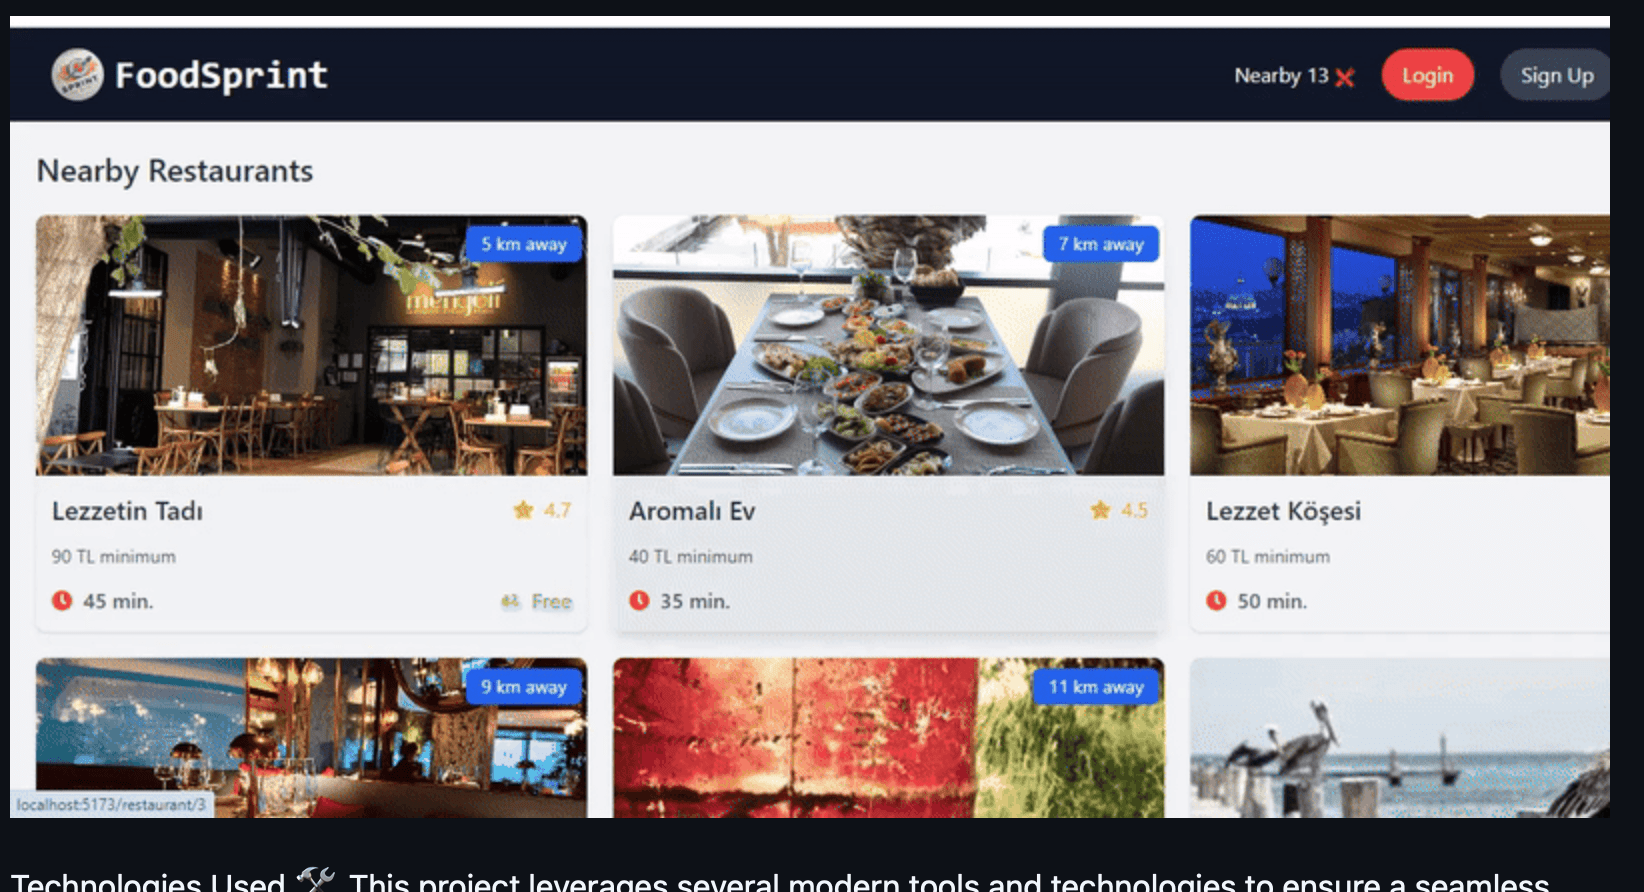 FoodSprint
Nearby 13
Login
Sign Up
Nearby Restaurants
5 km away
7 km away
Lezzetin Tadı
4.7
Aromalı Ev
4.5
Lezzet Köşesi
90 TL minimum
40 TL minimum
60 TL minimum
45 min.
Free
35 min.
50 min.
9 km away
11 km away
localhost:5173/restaurant/3
Technologies Used 🛠️ This project leverages several modern tools and technologies to ensure a seamless